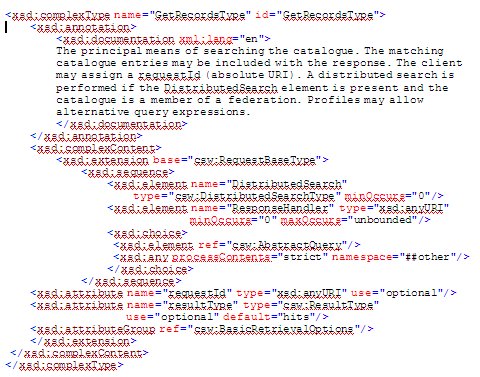 <xsd:complexType name="GetRecordsType" id="GetRecordsType">
<xsd:annotation>
<xsd:documentation xml:lang="en">
The principal means of searching the catalogue. The matching
catalogue entries may be included with the response. The client
may assign a requestId (absolute URI). A distributed search is
performed if the DistributedSearch element is present and the
catalogue is a member of a federation. Profiles may allow
alternative query expressions.
</xsd:documentation>
</xsd:annotation>
<xsd:complexContent>
<xsd:extension base="csw:RequestBaseType">
<xsd:sequence>
<xsd:element name="DistributedSearch"
type="csw:DistributedSearchType" minOccurs="0"/>
<xsd:element name="ResponseHandler" type="xsd:anyURI"
minOccurs="0" maxOccurs="unbounded"/>
<xsd:choice>
<xsd:element ref="csw:AbstractQuery"/>
<xsd:any processContents="strict" namespace="##other"/>
</xsd:choice>
</xsd:sequence>
<xsd:attribute name="requestId" type="xsd:anyURI" use="optional"/>
<xsd:attribute name="resultType" type="csw:ResultType"
use="optional" default="hits"/>
<xsd:attributeGroup ref="csw:BasicRetrievalOptions"/>
</xsd:extension>
</xsd:complexContent>
</xsd:complexType>